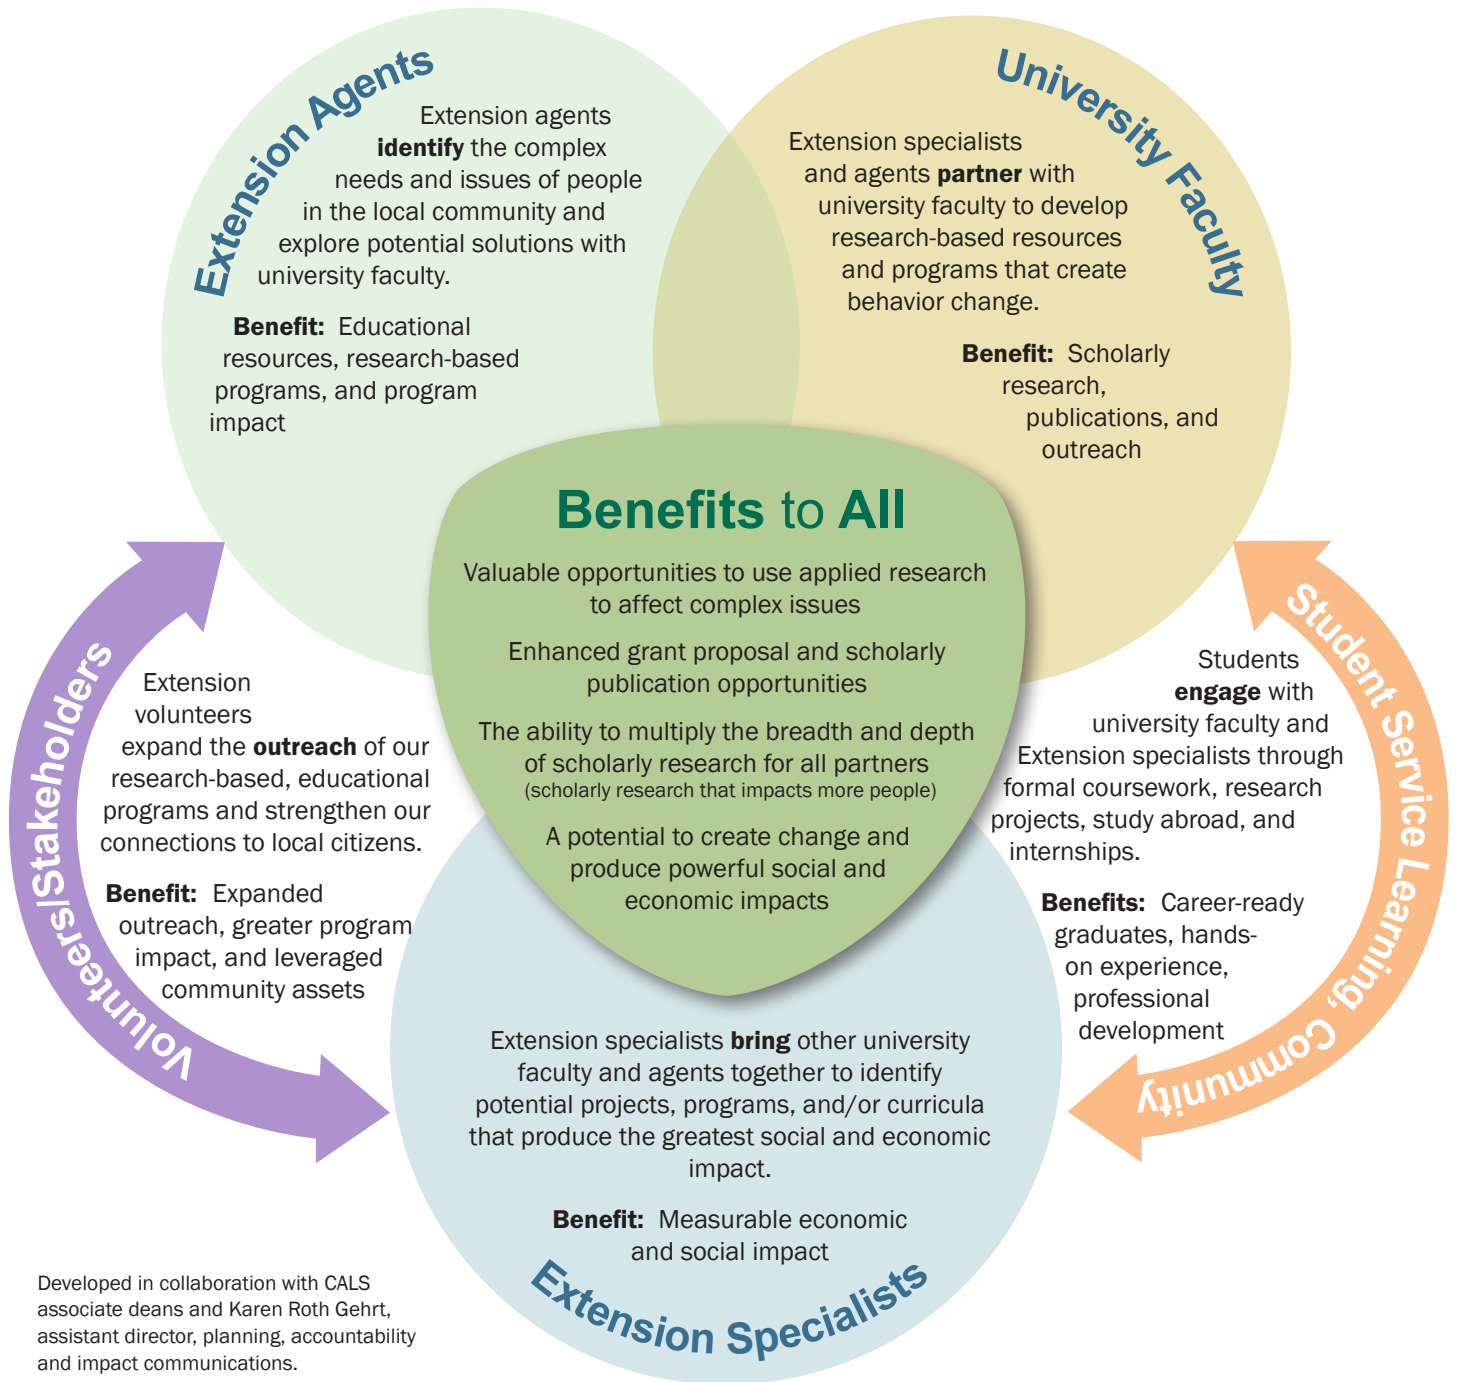 Extension Agents
Extension agents
identify the complex
needs and issues of people
in the local community and
explore potential solutions with
university faculty.
Benefit: Educational
resources, research-based
programs, and program
impact
University Faculty
Extension specialists
and agents partner with
university faculty to develop
research-based resources
and programs that create
behavior change.
Benefit: Scholarly
research,
publications, and
outreach
Benefits to All
Valuable opportunities to use applied research
to affect complex issues
Enhanced grant proposal and scholarly
publication opportunities
The ability to multiply the breadth and depth
of scholarly research for all partners
(scholarly research that impacts more people)
A potential to create change and
produce powerful social and
economic impacts
Volunteers|Stakeholders
Extension
volunteers
expand the outreach of our
research-based, educational
programs and strengthen our
connections to local citizens.
Benefit: Expanded
outreach, greater program
impact, and leveraged
community assets
Student Service Learning, Community
Students
engage with
university faculty and
Extension specialists through
formal coursework, research
projects, study abroad, and
internships.
Benefits: Career-ready
graduates, hands-
on experience,
professional
development
Extension specialists bring other university
faculty and agents together to identify
potential projects, programs, and/or curricula
that produce the greatest social and economic
impact.
Benefit: Measurable economic
and social impact
Extension Specialists
Developed in collaboration with CALS
associate deans and Karen Roth Gehrt,
assistant director, planning, accountability
and impact communications.